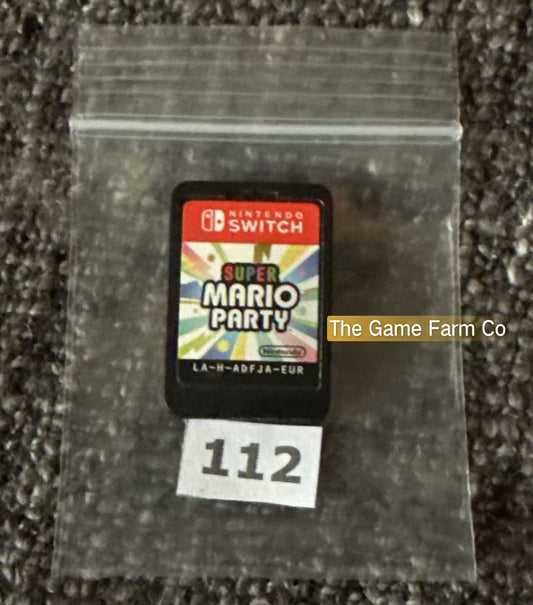 NINTENDO
SWITCH
SUPER
MARIO
PARTY
The Game Farm Co
Nintendo
LA-H-ADFJA-EUR
112